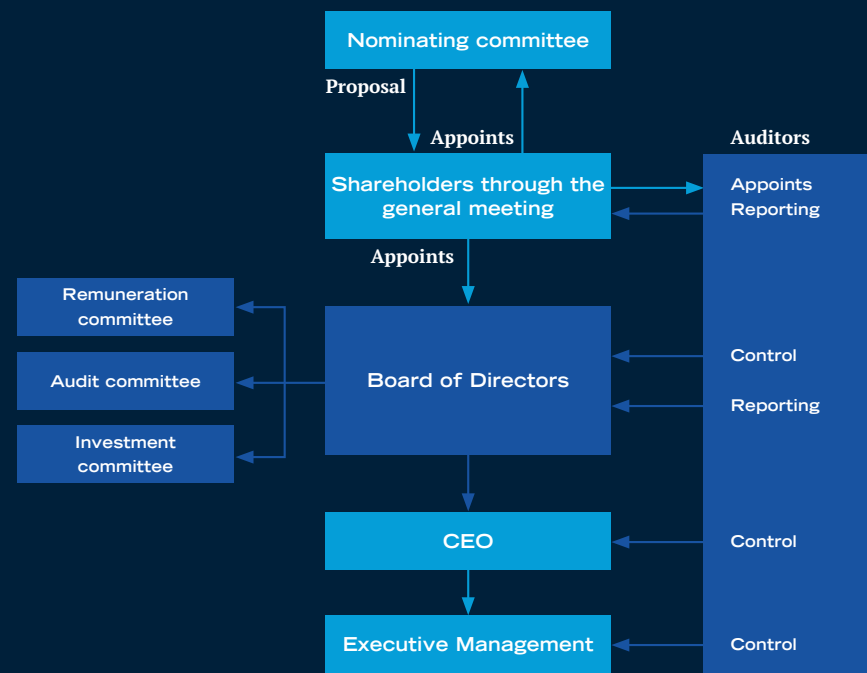 Nominating committee
Proposal
Appoints
Auditors
Shareholders through the
general meeting
Appoints
Reporting
Appoints
Remuneration
committee
Audit committee
Investment
committee
Board of Directors
Control
Reporting
CEO
Control
Executive Management
Control